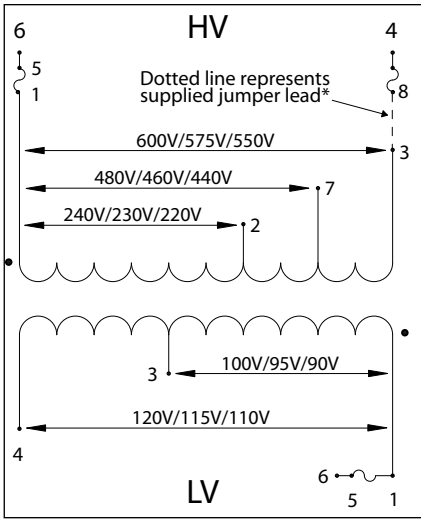 HV
6
4
5
1
Dotted line represents
supplied jumper lead*
8
600V/575V/550V
3
480V/460V/440V
7
240V/230V/220V
2
3
100V/95V/90V
120V/115V/110V
4
6
5
1
LV